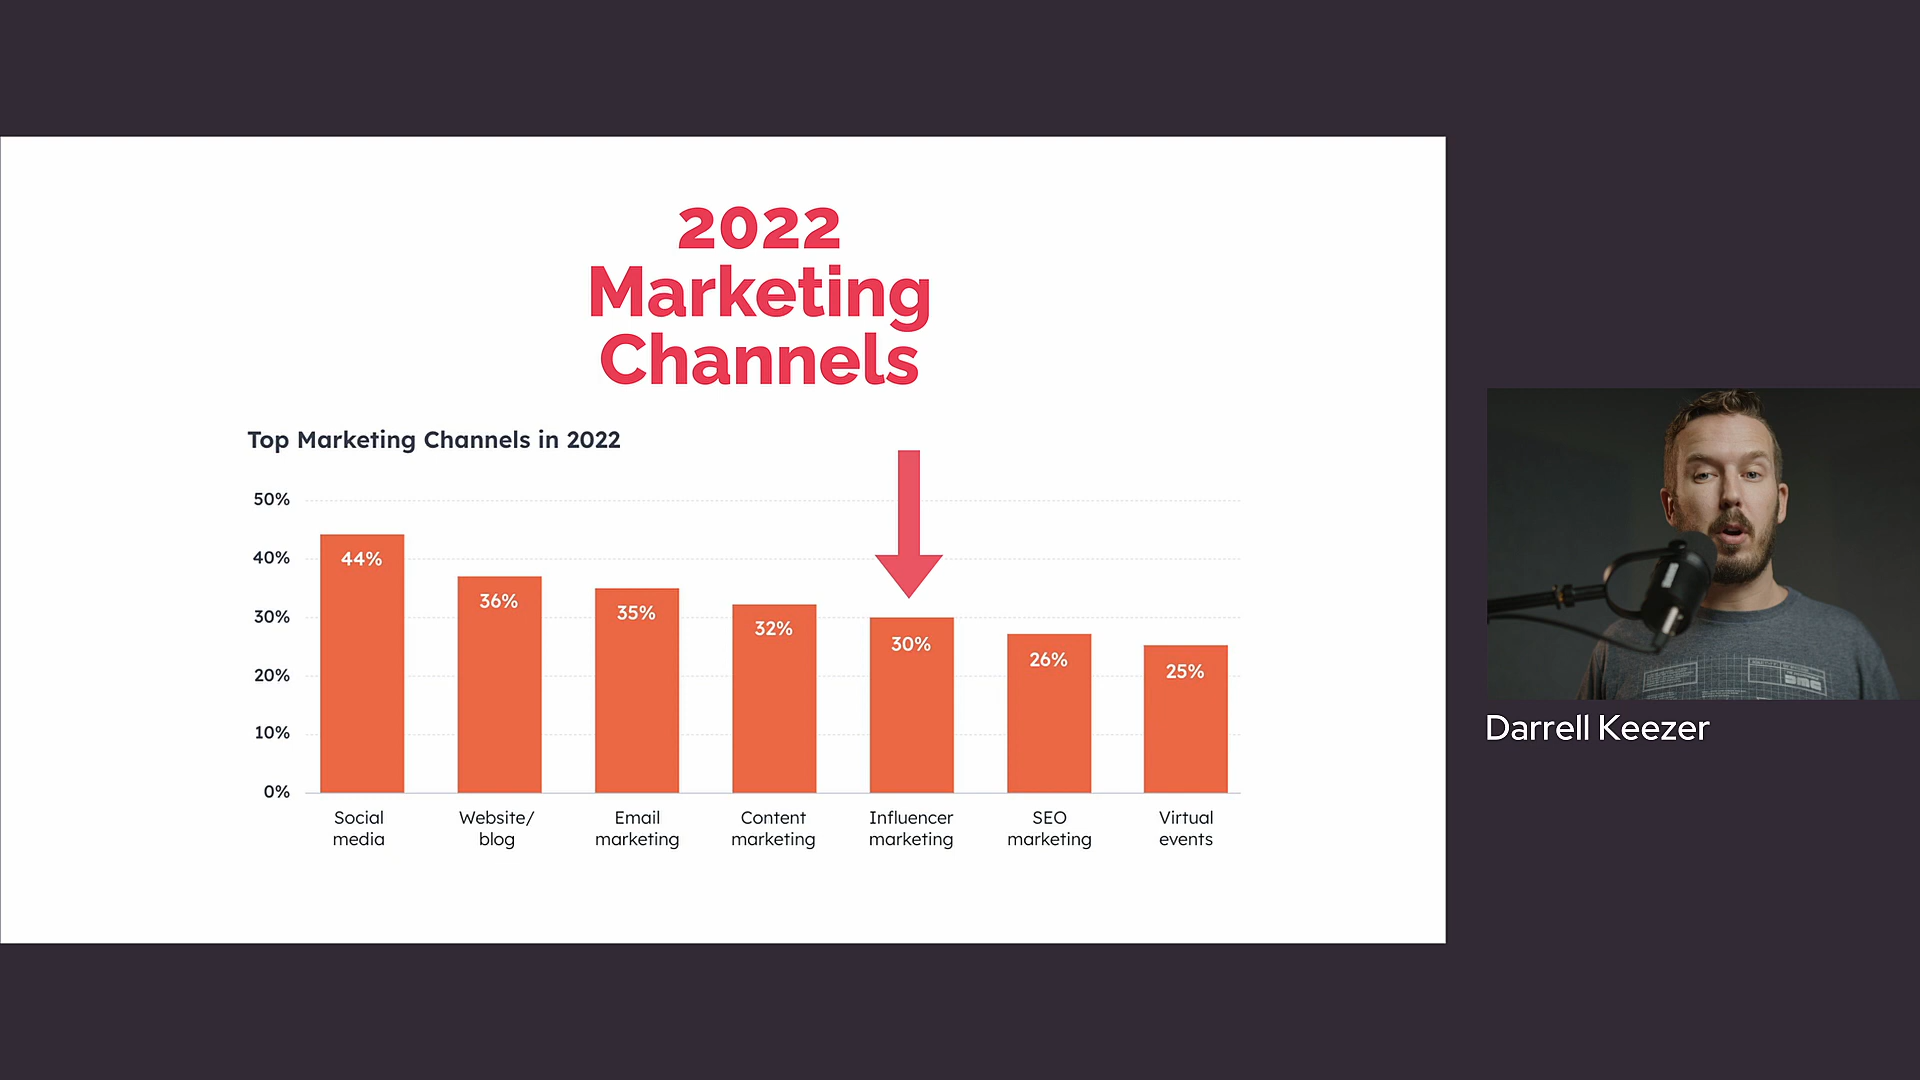 2022
Marketing
Channels
Top Marketing Channels in 2022
50%
40%
30%
20%
10%
0%
44%
36%
35%
32%
30%
26%
25%
Social
media
Website/
blog
Email
marketing
Content
marketing
Influencer
marketing
SEO
marketing
Virtual
events
Darrell Keezer